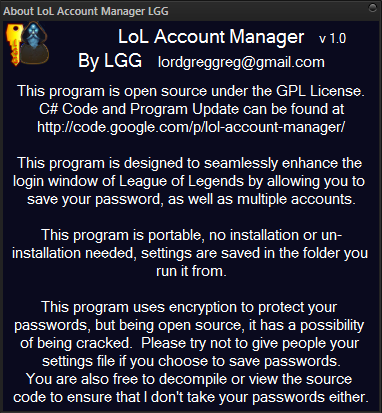 About LoL Account Manager LGG
LoL Account Manager v 1.0
By LGG lordgreggreg@gmail.com
This program is open source under the GPL License.
C# Code and Program Update can be found at
http://code.google.com/p/lol-account-manager/
This program is designed to seamlessly enhance the
login window of League of Legends by allowing you to
save your password, as well as multiple accounts.
This program is portable, no installation or un-
installation needed, settings are saved in the folder you
run it from.
This program uses encryption to protect your
passwords, but being open source, it has a possibility
of being cracked.  Please try not to give people your
settings file if you choose to save passwords.
You are also free to decompile or view the source
code to ensure that I don't take your passwords either.